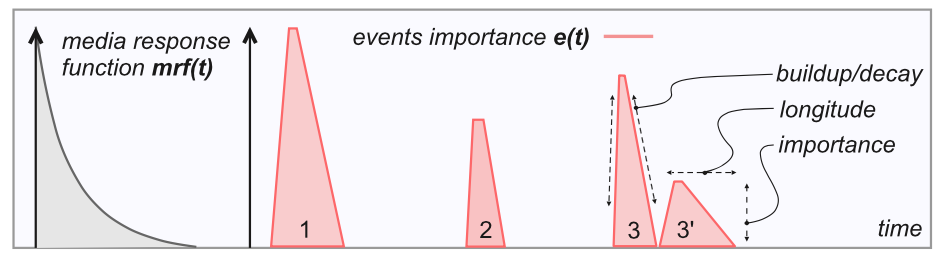 media response
function mrf(t)
events importance e(t)
buildup/decay
longitude
importance
1
2
3
3'
time